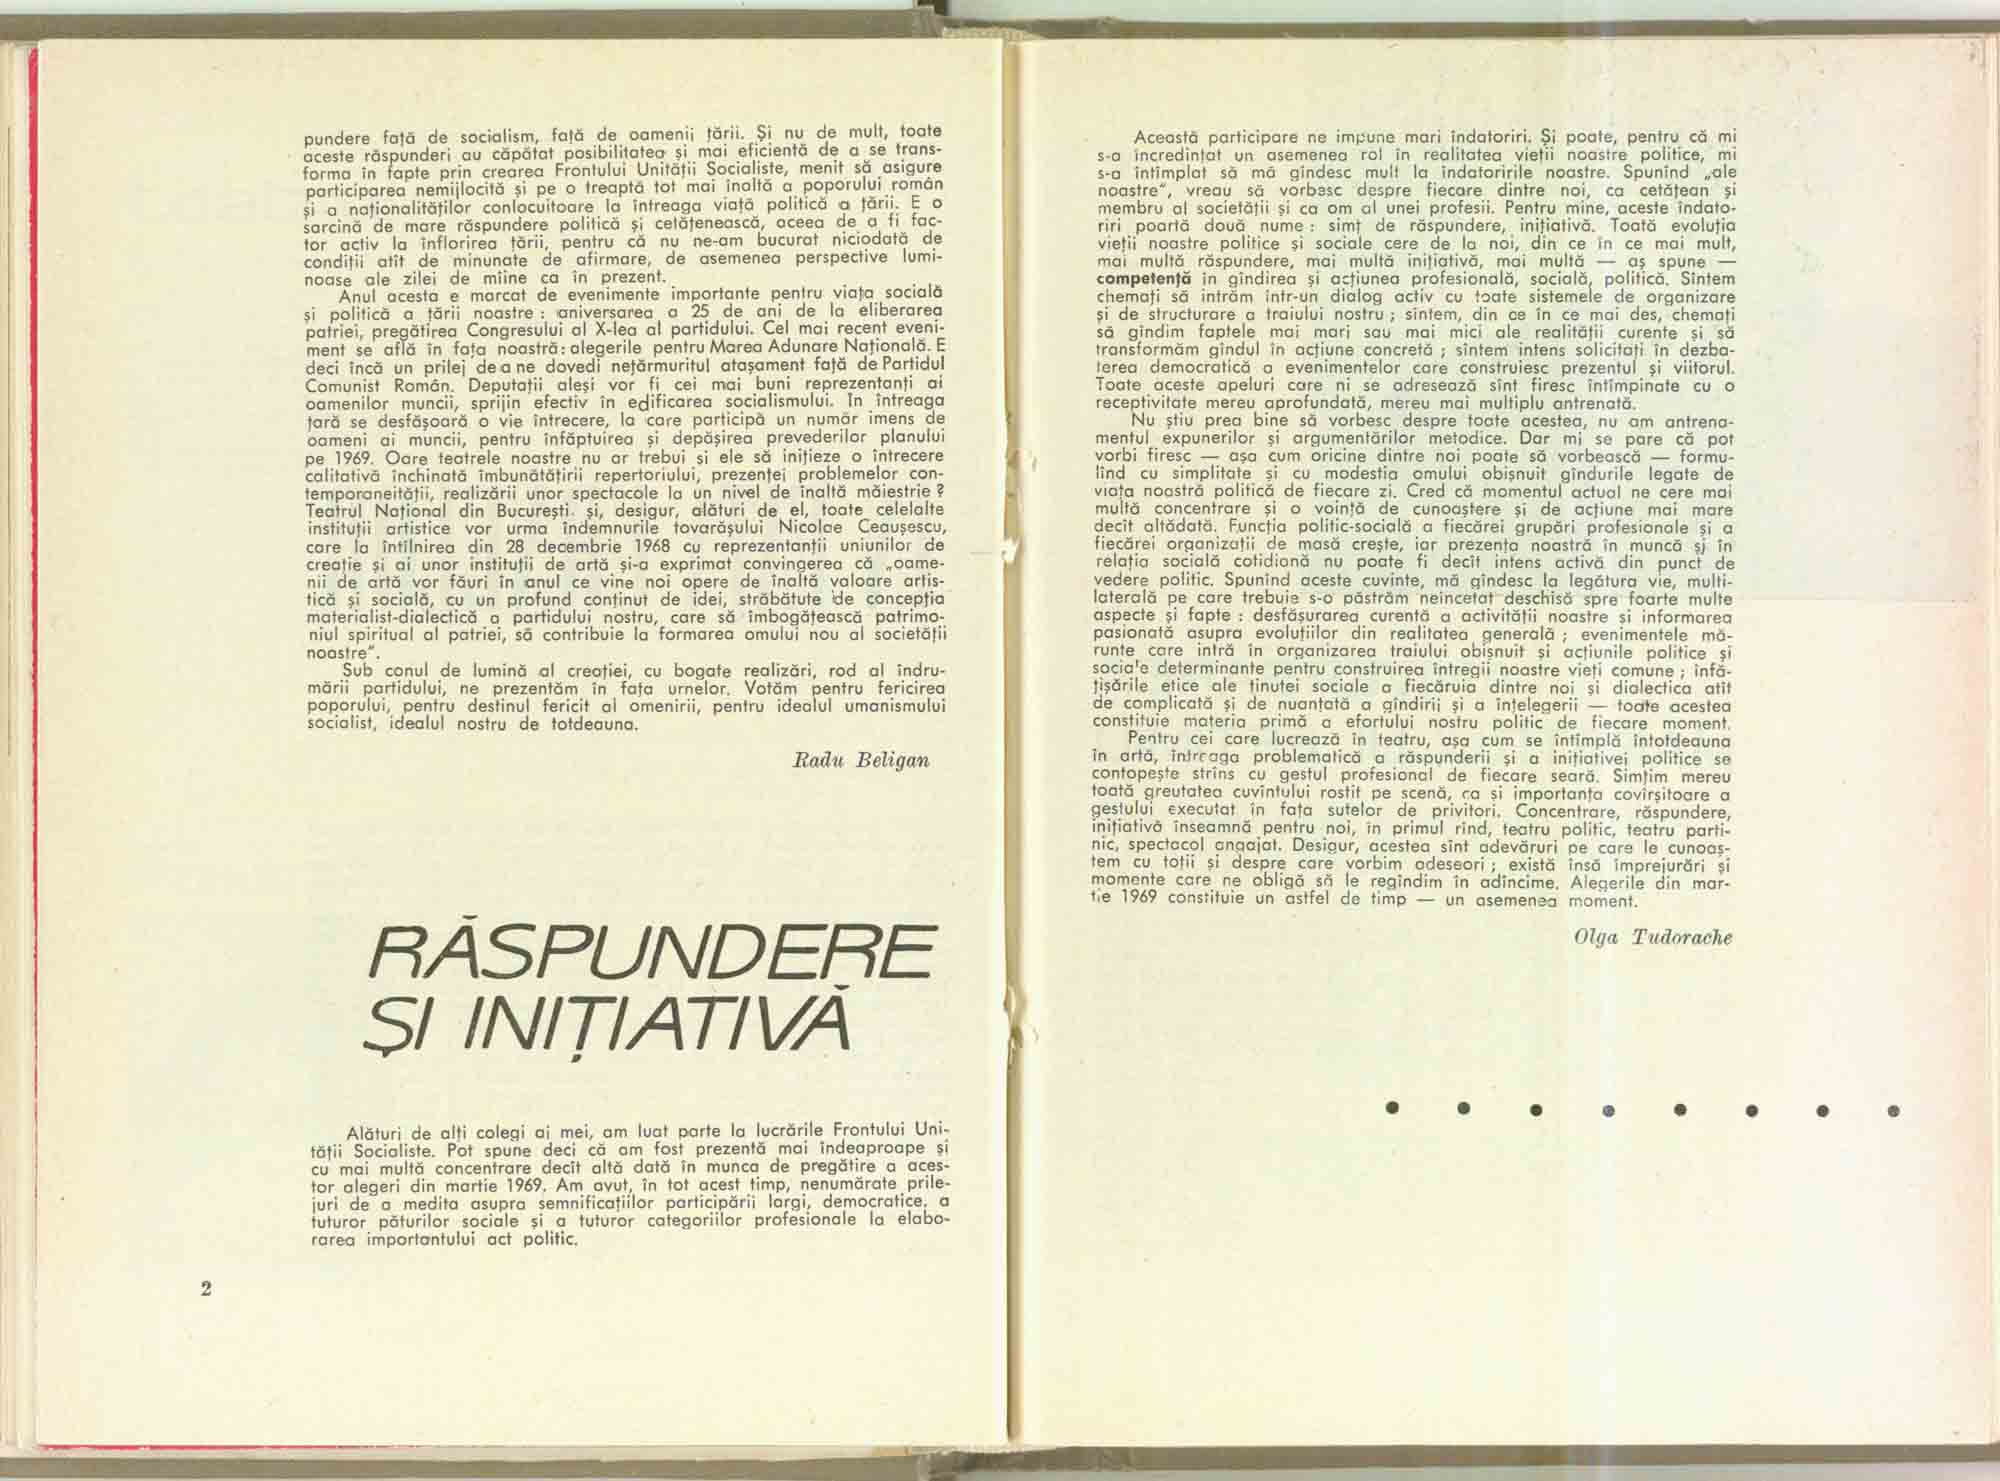 pundere față de socialism, față de oamenii țării. Și nu de mult, toate
aceste răspunderi au căpătat posibilitatea și mai eficientă de a se trans-
forma în fapte prin crearea Frontului Unității Socialiste, menit să asigure
participarea nemijlocită și pe o treaptă tot mai înaltă a poporului român
și a naționalităților conlocuitoare la întreaga viață politică a țării. E o
sarcină de mare răspundere politică și cetățenească, aceea de a fi fac-
tor activ la înflorirea țării, pentru că nu ne-am bucurat niciodată de
condiții atît de minunate de afirmare, de asemenea perspective lumi-
noase ale zilei de mîine ca în prezent.
Anul acesta e marcat de evenimente importante pentru viața socială
și politică a țării noastre : aniversarea a 25 de ani de la eliberarea
patriei, pregătirea Congresului al X-lea al partidului. Cel mai recent eveni-
ment se află în fața noastră: alegerile pentru Marea Adunare Națională. E
deci încă un prilej de a ne dovedi nețărmuritul atașament față de Partidul
Comunist Român. Deputații aleși vor fi cei mai buni reprezentanți ai
oamenilor muncii, sprijin efectiv în edificarea socialismului. În întreaga
țară se desfășoară o vie întrecere, la care participă un număr imens de
oameni ai muncii, pentru înfăptuirea și depășirea prevederilor planului
pe 1969. Oare teatrele noastre nu ar trebui și ele să inițieze o întrecere
calitativă închinată îmbunătățirii repertoriului, prezenței problemelor con-
temporaneității, realizării unor spectacole la un nivel de înaltă măiestrie ?
Teatrul Național din București și, desigur, alături de el, toate celelalte
instituții artistice vor urma îndemnurile tovarășului Nicolae Ceaușescu,
care la întîlnirea din 28 decembrie 1968 cu reprezentanții uniunilor de
creație și ai unor instituții de artă și-a exprimat convingerea că „oame-
nii de artă vor făuri în anul ce vine noi opere de înaltă valoare artis-
tică și socială, cu un profund conținut de idei, străbătute de concepția
materialist-dialectică a partidului nostru, care să îmbogățească patrimo-
niul spiritual al patriei, să contribuie la formarea omului nou al societății
noastre”.
Sub conul de lumină al creației, cu bogate realizări, rod al îndru-
mării partidului, ne prezentăm în fața urnelor. Votăm pentru fericirea
poporului, pentru destinul fericit al omenirii, pentru idealul umanismului
socialist, idealul nostru de totdeauna.
Radu Beligan
RĂSPUNDERE
ȘI INIȚIATIVĂ
Alături de alți colegi ai mei, am luat parte la lucrările Frontului Uni-
tății Socialiste. Pot spune deci că am fost prezentă mai îndeaproape și
cu mai multă concentrare decît altă dată în munca de pregătire a aces-
tor alegeri din martie 1969. Am avut, în tot acest timp, nenumărate prile-
juri de a medita asupra semnificațiilor participării largi, democratice, a
tuturor păturilor sociale și a tuturor categoriilor profesionale la elabo-
rarea importantului act politic.
2
Această participare ne impune mari îndatoriri. Și poate, pentru că mi
s-a încredințat un asemenea rol în realitatea vieții noastre politice, mi
s-a întîmplat să mă gîndesc mult la îndatoririle noastre. Spunînd „ale
noastre”, vreau să vorbesc despre fiecare dintre noi, ca cetățean și
membru al societății și ca om al unei profesii. Pentru mine, aceste îndato-
riri poartă două nume : simț de răspundere, inițiativă. Toată evoluția
vieții noastre politice și sociale cere de la noi, din ce în ce mai mult,
mai multă răspundere, mai multă inițiativă, mai multă — aș spune —
competență în gîndirea și acțiunea profesională, socială, politică. Sîntem
chemați să intrăm într-un dialog activ cu toate sistemele de organizare
și de structurare a traiului nostru ; sîntem, din ce în ce mai des, chemați
să gîndim faptele mai mari sau mai mici ale realității curente și să
transformăm gîndul în acțiune concretă ; sîntem intens solicitați în dezba-
terea democratică a evenimentelor care construiesc prezentul și viitorul.
Toate aceste apeluri care ni se adresează sînt firesc întîmpinate cu o
receptivitate mereu aprofundată, mereu mai multiplu antrenată.
Nu știu prea bine să vorbesc despre toate acestea, nu am antrena-
mentul expunerilor și argumentărilor metodice. Dar mi se pare că pot
vorbi firesc — așa cum oricine dintre noi poate să vorbească — formu-
lînd cu simplitate și cu modestia omului obișnuit gîndurile legate de
viața noastră politică de fiecare zi. Cred că momentul actual ne cere mai
multă concentrare și o voință de cunoaștere și de acțiune mai mare
decît altădată. Funcția politic-socială a fiecărei grupări profesionale și a
fiecărei organizații de masă crește, iar prezența noastră în muncă și în
relația socială cotidiană nu poate fi decît intens activă din punct de
vedere politic. Spunînd aceste cuvinte, mă gîndesc la legătura vie, multi-
laterală pe care trebuie s-o păstrăm neîncetat deschisă spre foarte multe
aspecte și fapte : desfășurarea curentă a activității noastre și informarea
pasionată asupra evoluțiilor din realitatea generală ; evenimentele mă-
runte care intră în organizarea traiului obișnuit și acțiunile politice și
sociale determinante pentru construirea întregii noastre vieți comune ; înfă-
țișările etice ale ținutei sociale a fiecăruia dintre noi și dialectica atît
de complicată și de nuanțată a gîndirii și a înțelegerii — toate acestea
constituie materia primă a efortului nostru politic de fiecare moment.
Pentru cei care lucrează în teatru, așa cum se întîmplă întotdeauna
în artă, întreaga problematică a răspunderii și a inițiativei politice se
contopește strîns cu gestul profesional de fiecare seară. Simțim mereu
toată greutatea cuvîntului rostit pe scenă, ca și importanța covîrșitoare a
gestului executat în fața sutelor de privitori. Concentrare, răspundere,
inițiativă înseamnă pentru noi, în primul rînd, teatru politic, teatru parti-
nic, spectacol angajat. Desigur, acestea sînt adevăruri pe care le cunoaș-
tem cu toții și despre care vorbim adeseori ; există însă împrejurări și
momente care ne obligă să le regîndim în adîncime. Alegerile din mar-
tie 1969 constituie un astfel de timp — un asemenea moment.
Olga Tudorache